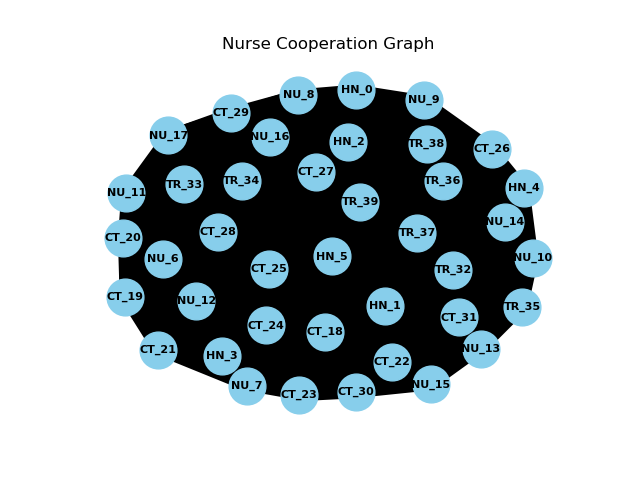 Nurse Cooperation Graph
HN_0
NU_8
NU_9
CT_29
NU_17
NU_16
HN_2
TR_38
CT_26
CT_27
TR_34
TR_33
TR_36
HN_4
NU_11
TR_39
NU_14
CT_28
TR_37
CT_20
NU_6
HN_5
NU_10
CT_25
TR_32
CT_19
NU_12
HN_1
TR_35
CT_31
CT_24
CT_18
CT_21
NU_13
HN_3
CT_22
NU_7
NU_15
CT_30
CT_23